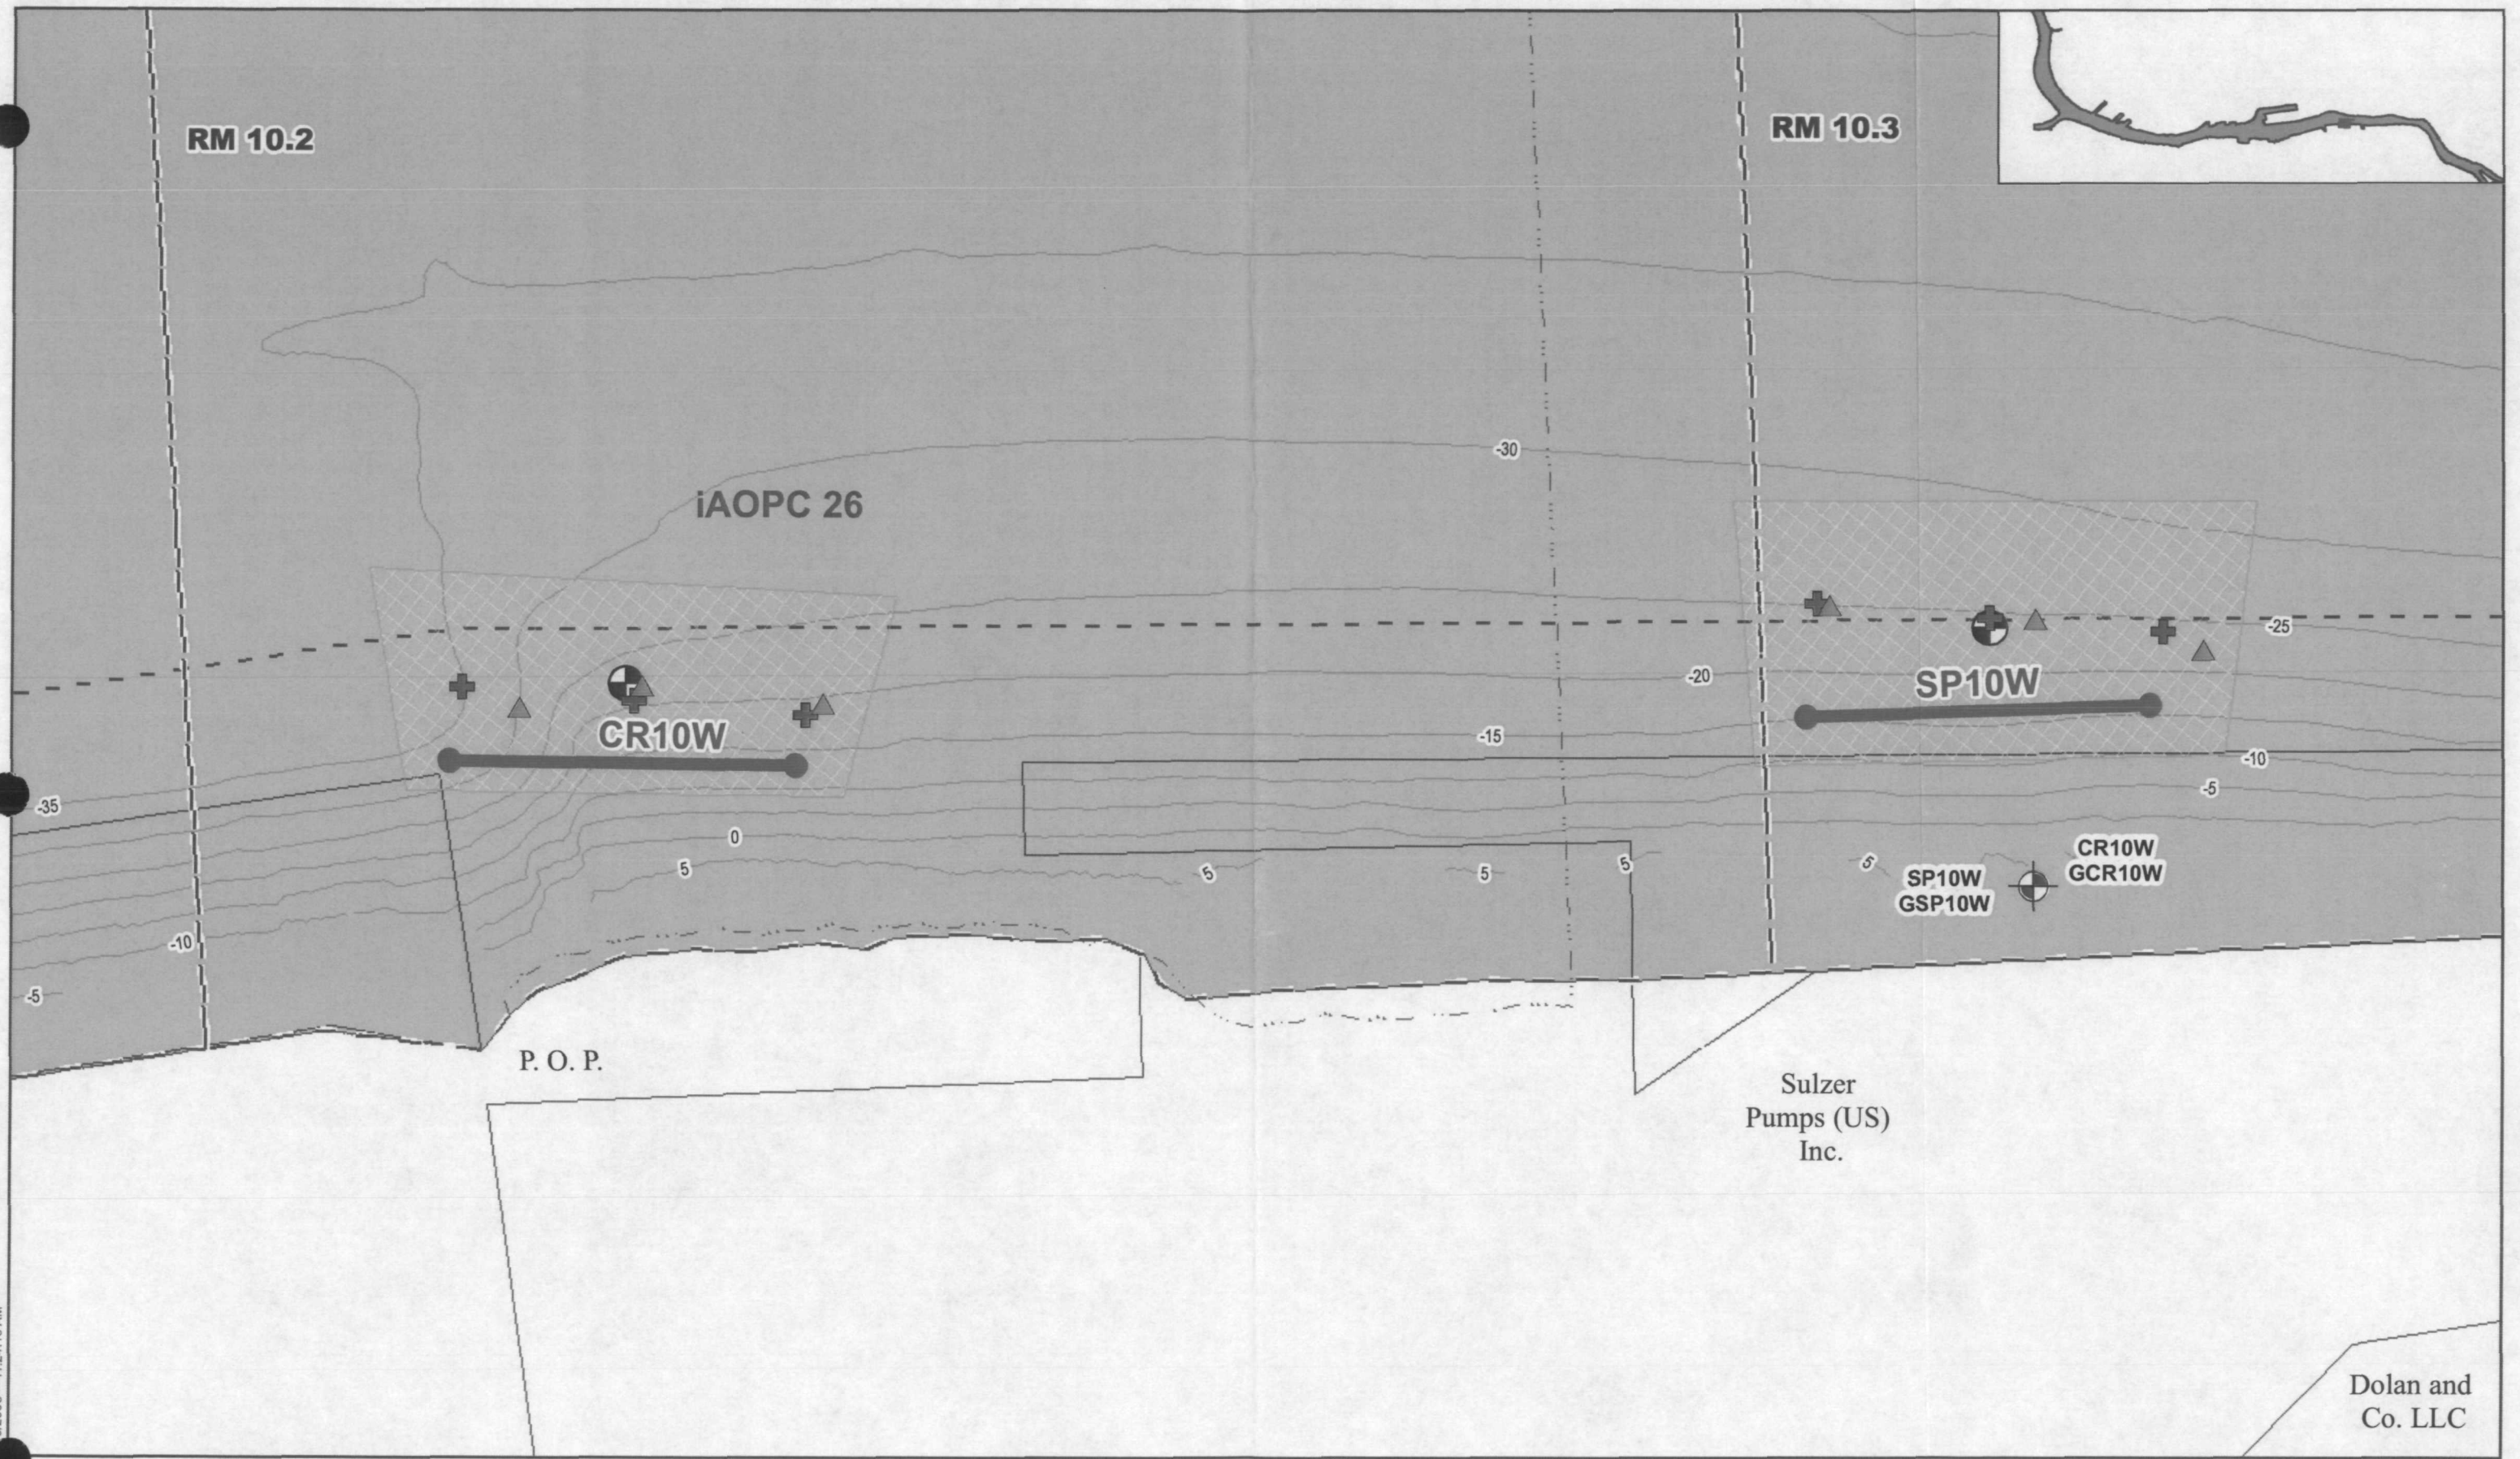 RM 10.2
RM 10.3
-30
iAOPC 26
-25
-20
SP10W
CR10W
-15
-10
-5
-35
0
5
5
5
5
5
CR10W
GCR10W
SP10W
GSP10W
-10
-5
P. O. P.
Sulzer
Pumps (US)
Inc.
Dolan and
Co. LLC